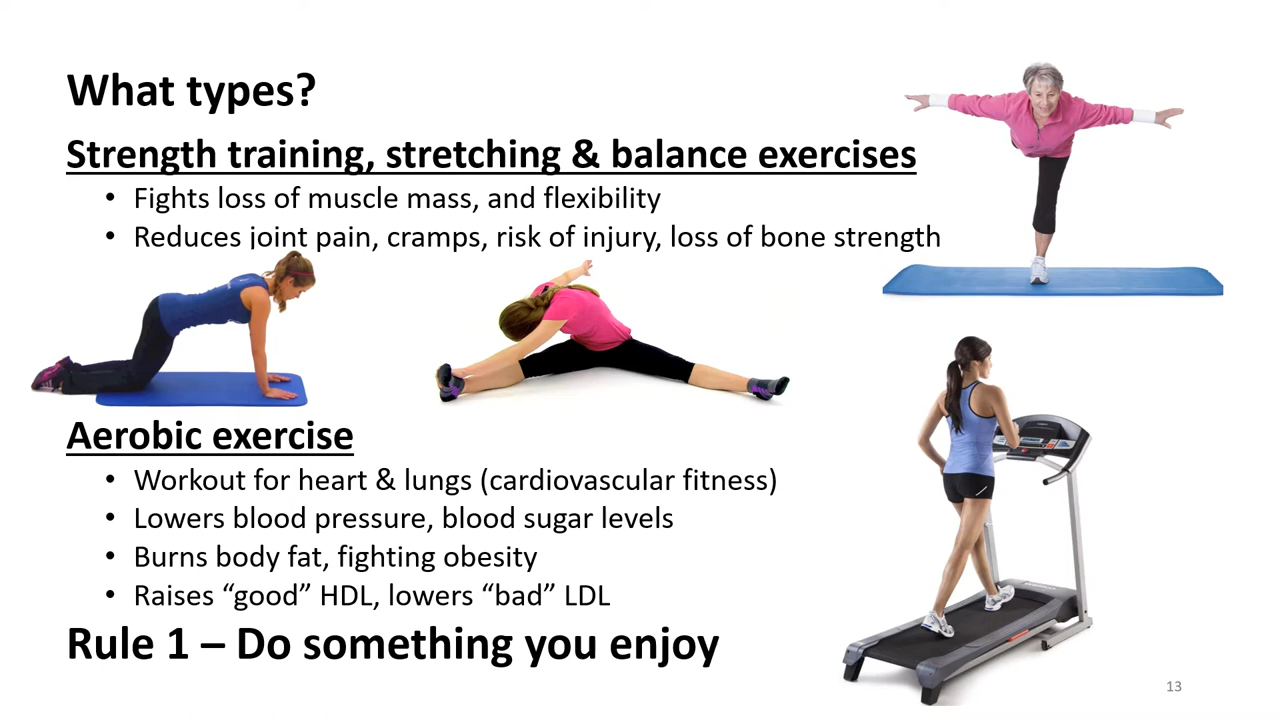 What types?
Strength training, stretching & balance exercises
• Fights loss of muscle mass, and flexibility
• Reduces joint pain, cramps, risk of injury, loss of bone strength
Aerobic exercise
• Workout for heart & lungs (cardiovascular fitness)
• Lowers blood pressure, blood sugar levels
• Burns body fat, fighting obesity
• Raises “good” HDL, lowers “bad” LDL
Rule 1 – Do something you enjoy
13